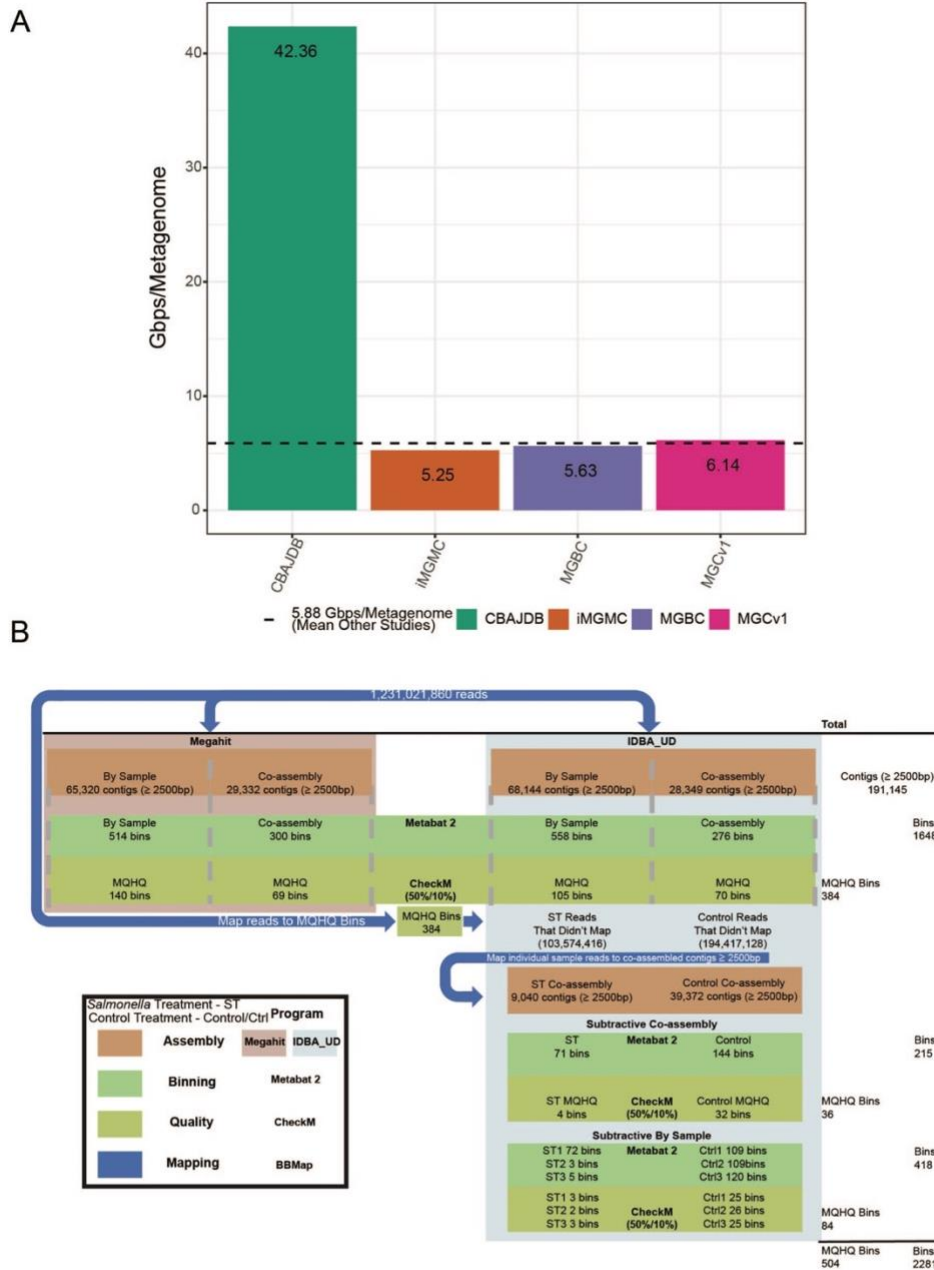 A
Gbps/Metagenome
40
30
20
10
0
42.36
5.25
5.63
6.14
CBAJDB
iMGMC
MGBC
MGCv1
5.88 Gbps/Metagenome
(Mean Other Studies)
CBAJDB
iMGMC
MGBC
MGCv1
B
1,231,021,860 reads
Total
Megahit
IDBA_UD
By Sample
65,320 contigs (≥ 2500bp)
Co-assembly
29,332 contigs (≥ 2500bp)
By Sample
68,144 contigs (≥ 2500bp)
Co-assembly
28,349 contigs (≥ 2500bp)
Contigs (≥ 2500bp)
191,145
By Sample
514 bins
Co-assembly
300 bins
Metabat 2
By Sample
558 bins
Co-assembly
276 bins
Bins
1648
MQHQ
140 bins
MQHQ
69 bins
CheckM
(50%/10%)
MQHQ
105 bins
MQHQ
70 bins
MQHQ Bins
384
Map reads to MQHQ Bins
MQHQ Bins
384
ST Reads
That Didn't Map
(103,574,416)
Control Reads
That Didn't Map
(194,417,128)
Map individual sample reads to co-assembled contigs ≥ 2500bp
ST Co-assembly
9,040 contigs (≥ 2500bp)
Control Co-assembly
39,372 contigs (≥ 2500bp)
Subtractive Co-assembly
ST
71 bins
Metabat 2
Control
144 bins
Bins
215
ST MQHQ
4 bins
CheckM
(50%/10%)
Control MQHQ
32 bins
MQHQ Bins
36
Subtractive By Sample
ST1 72 bins
ST2 3 bins
ST3 5 bins
Metabat 2
Ctrl1 109 bins
Ctrl2 109bins
Ctrl3 120 bins
Bins
418
ST1 3 bins
ST2 2 bins
ST3 3 bins
CheckM
(50%/10%)
Ctrl1 25 bins
Ctrl2 26 bins
Ctrl3 25 bins
MQHQ Bins
84
MQHQ Bins
504
Bins
2281
Salmonella Treatment - ST
Control Treatment - Control/Ctrl
Program
Assembly
Megahit
IDBA_UD
Binning
Metabat 2
Quality
CheckM
Mapping
BBMap